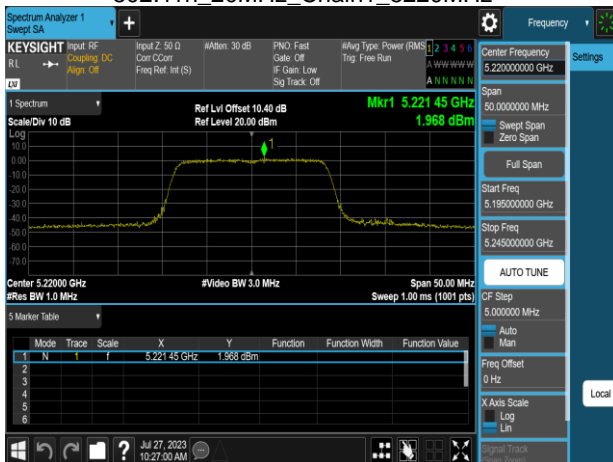 Spectrum Analyzer 1
Swept SA
Frequency
KEYSIGHT
RL
LXI
Input: RF
Coupling: DC
Align: Off
Input Z: 50 Ω
Corr CCorr
Freq Ref: Int (S)
#Atten: 30 dB
PNO: Fast
Gate: Off
IF Gain: Low
Sig Track: Off
#Avg Type: Power (RMS
Trig: Free Run
1 2 3 4 5 6
A W W W W W
A N N N N N
1 Spectrum
Scale/Div 10 dB
Ref Lvl Offset 10.40 dB
Ref Level 20.00 dBm
Mkr1 5.221 45 GHz
1.968 dBm
Log
10.0
0.00
-10.0
-20.0
-30.0
-40.0
-50.0
-60.0
-70.0
1
Center 5.22000 GHz
#Res BW 1.0 MHz
#Video BW 3.0 MHz
Span 50.00 MHz
Sweep 1.00 ms (1001 pts)
5 Marker Table
Mode Trace Scale X Y Function Function Width Function Value
1 N 1 f 5.221 45 GHz 1.968 dBm
2
3
4
5
6
Jul 27, 2023
10:27:00 AM
Center Frequency
5.220000000 GHz
Settings
Span
50.0000000 MHz
Swept Span
Zero Span
Full Span
Start Freq
5.195000000 GHz
Stop Freq
5.245000000 GHz
AUTO TUNE
CF Step
5.000000 MHz
Auto
Man
Freq Offset
0 Hz
X Axis Scale
Log
Lin
Local
Signal Track
(Span Zoom)